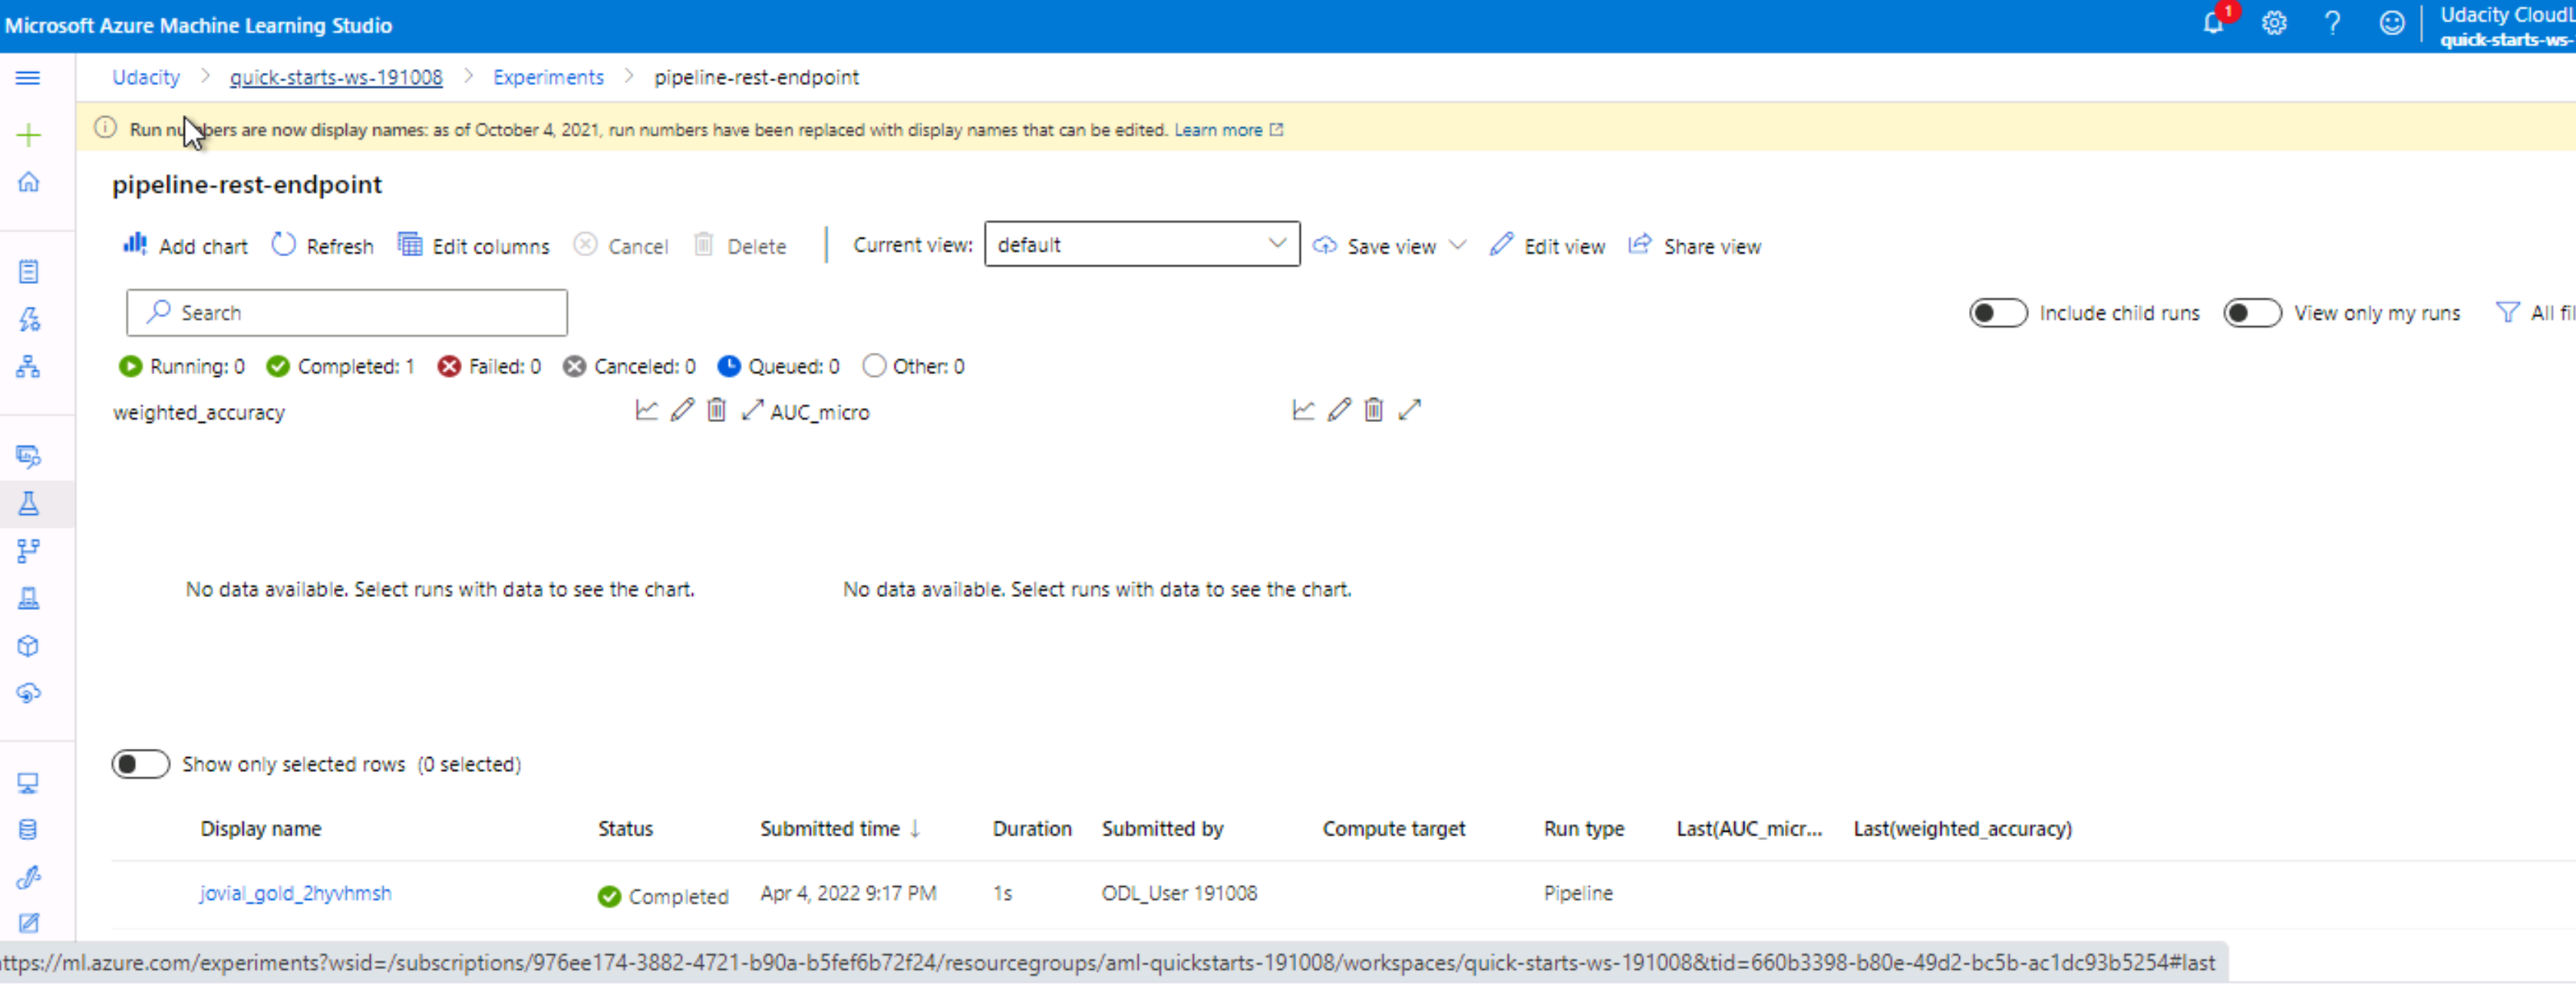 Microsoft Azure Machine Learning Studio
1
Udacity CloudL
quick-starts-ws-
Udacity > quick-starts-ws-191008 > Experiments > pipeline-rest-endpoint
Run numbers are now display names: as of October 4, 2021, run numbers have been replaced with display names that can be edited. Learn more
pipeline-rest-endpoint
Add chart Refresh Edit columns Cancel Delete Current view: default Save view Edit view Share view
Search
Include child runs View only my runs All fil
Running: 0 Completed: 1 Failed: 0 Canceled: 0 Queued: 0 Other: 0
weighted_accuracy AUC_micro
No data available. Select runs with data to see the chart. No data available. Select runs with data to see the chart.
Show only selected rows (0 selected)
Display name Status Submitted time ↓ Duration Submitted by Compute target Run type Last(AUC_micr... Last(weighted_accuracy)
jovial_gold_2hyvhmsh Completed Apr 4, 2022 9:17 PM 1s ODL_User 191008 Pipeline
ttps://ml.azure.com/experiments?wsid=/subscriptions/976ee174-3882-4721-b90a-b5fef6b72f24/resourcegroups/aml-quickstarts-191008/workspaces/quick-starts-ws-191008&tid=660b3398-b80e-49d2-bc5b-ac1dc93b5254#last